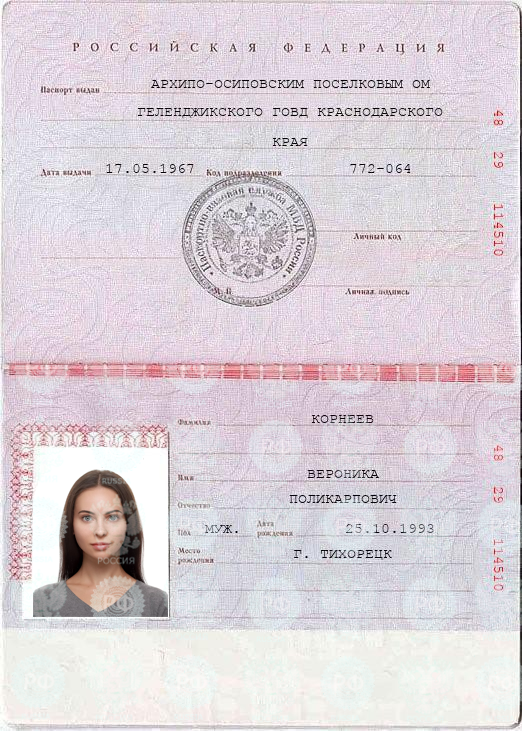 РОССИЙСКАЯ ФЕДЕРАЦИЯ
Паспорт выдан АРХИПО-ОСИПОВСКИМ ПОСЕЛКОВЫМ ОМ
ГЕЛЕНДЖИКСКОГО ГОВД КРАСНОДАРСКОГО
КРАЯ
Дата выдачи 17.05.1967 Код подразделения 772-064
48 29 114510
Паспортно-визовая служба МВД России
Личный код
М. П. Личная подпись
Фамилия КОРНЕЕВ
Имя ВЕРОНИКА
Отчество ПОЛИКАРПОВИЧ
Пол МУЖ. Дата рождения 25.10.1993
Место рождения Г. ТИХОРЕЦК
48 29 114510
РОССИЯ
РФ